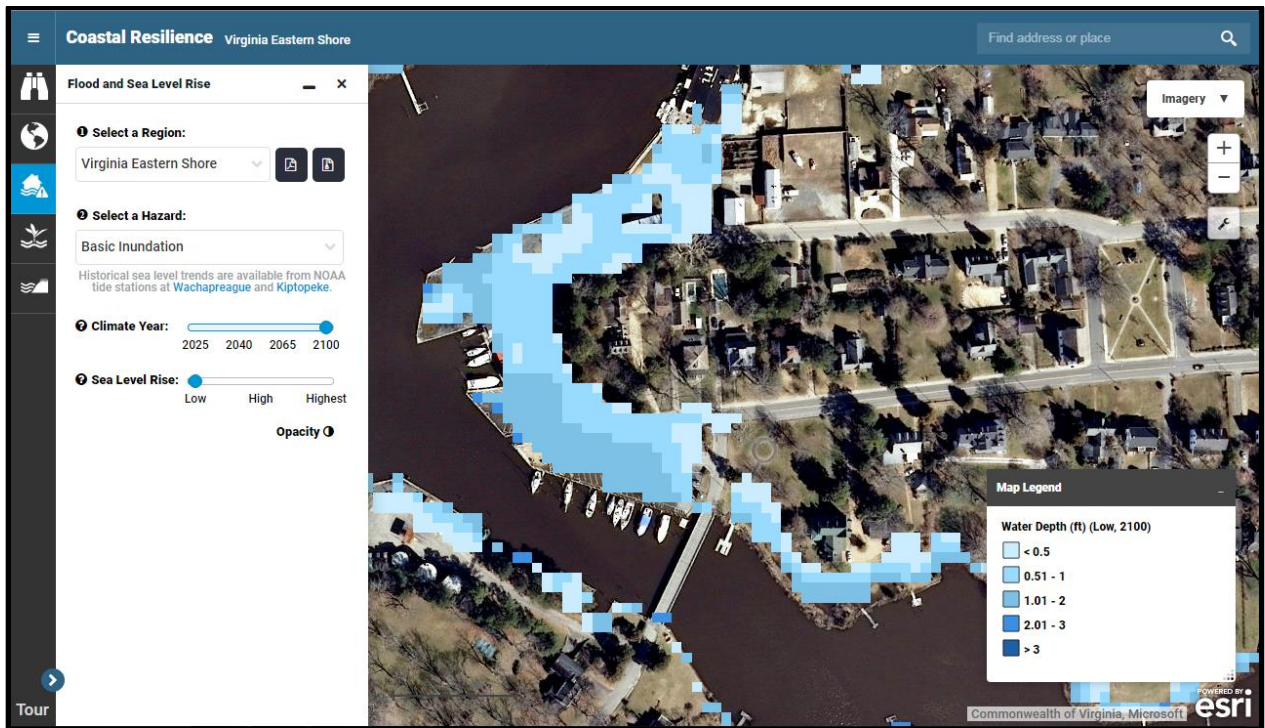 Coastal Resilience Virginia Eastern Shore
Find address or place
Flood and Sea Level Rise
❶ Select a Region:
Virginia Eastern Shore
❷ Select a Hazard:
Basic Inundation
Historical sea level trends are available from NOAA
tide stations at Wachapreague and Kiptopeke.
Climate Year:
2025 2040 2065 2100
Sea Level Rise:
Low High Highest
Opacity
Tour
Imagery
Map Legend
Water Depth (ft) (Low, 2100)
< 0.5
0.51 - 1
1.01 - 2
2.01 - 3
> 3
POWERED BY
esri
Commonwealth of Virginia, Microsoft